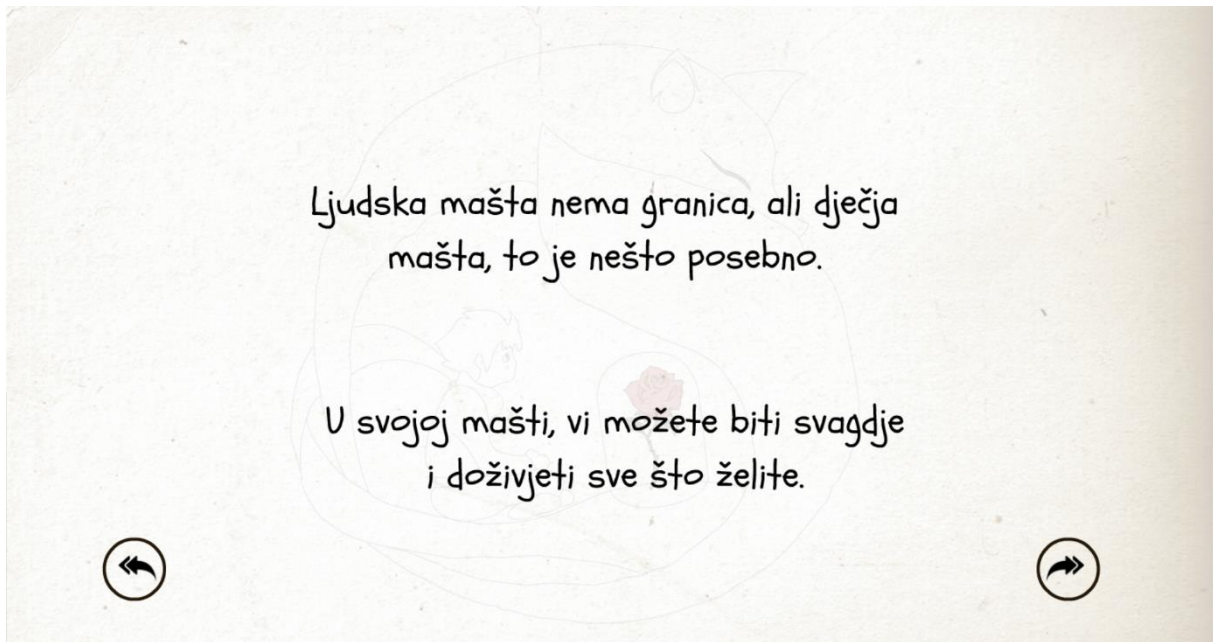 Ljudska mašta nema granica, ali dječja
mašta, to je nešto posebno.
U svojoj mašti, vi možete biti svagdje
i doživjeti sve što želite.